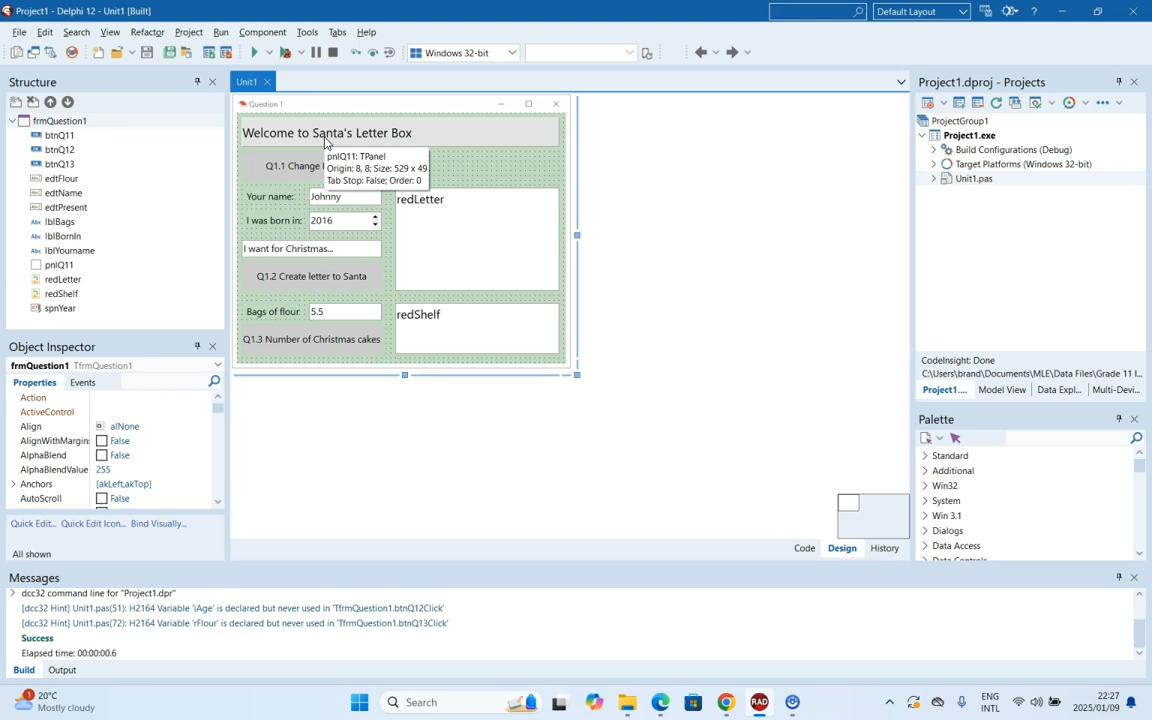 Project1 - Delphi 12 - Unit1 [Built]
Default Layout
File Edit Search View Refactor Project Run Component Tools Tabs Help
Windows 32-bit
Structure
frmQuestion1
btnQ11
btnQ12
btnQ13
edtFlour
edtName
edtPresent
lblBags
lblBornIn
lblYourname
pnlQ11
redLetter
redShelf
spnYear
Object Inspector
frmQuestion1 TfrmQuestion1
Properties Events
Action
ActiveControl
Align alNone
AlignWithMargins False
AlphaBlend False
AlphaBlendValue 255
Anchors [akLeft,akTop]
AutoScroll False
Quick Edit... Quick Edit Icon... Bind Visually...
All shown
Unit1
Question 1
Welcome to Santa's Letter Box
Q1.1 Change
pnlQ11: TPanel
Origin: 8, 8; Size: 529 x 49
Tab Stop: False; Order: 0
Your name: Johnny
redLetter
I was born in: 2016
I want for Christmas...
Q1.2 Create letter to Santa
Bags of flour 5.5
redShelf
Q1.3 Number of Christmas cakes
Code Design History
Project1.dproj - Projects
ProjectGroup1
Project1.exe
Build Configurations (Debug)
Target Platforms (Windows 32-bit)
Unit1.pas
CodeInsight: Done
C:\Users\brand\Documents\MLE\Data Files\Grade 11 I...
Project1.... Model View Data Expl... Multi-Devi...
Palette
Standard
Additional
Win32
System
Win 3.1
Dialogs
Data Access
Messages
dcc32 command line for "Project1.dpr"
[dcc32 Hint] Unit1.pas(51): H2164 Variable 'iAge' is declared but never used in 'TfrmQuestion1.btnQ12Click'
[dcc32 Hint] Unit1.pas(72): H2164 Variable 'rFlour' is declared but never used in 'TfrmQuestion1.btnQ13Click'
Success
Elapsed time: 00:00:00.6
Build Output
20°C
Mostly cloudy
Search
RAD
ENG
INTL
22:27
2025/01/09